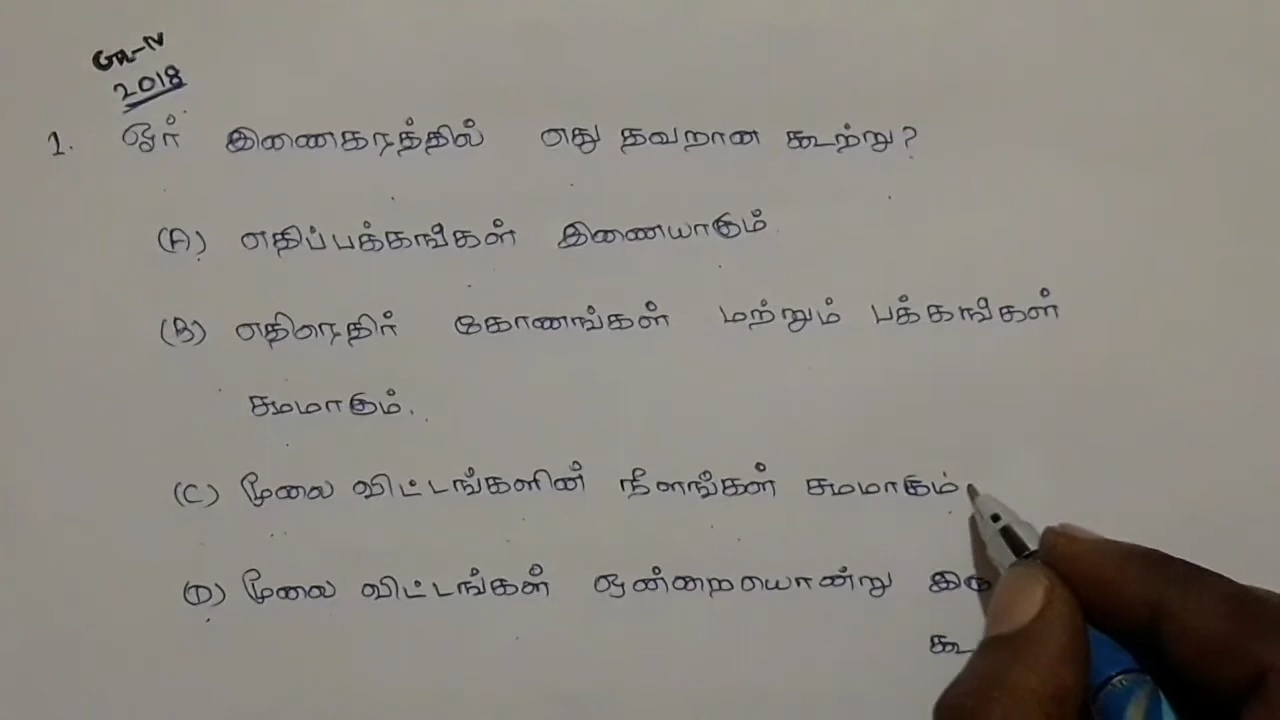 GR-IV
2018
1. ஓர் இணைகரத்தில் எது தவறான கூற்று?
(A) எதிப்பக்கங்கள் இணையாகும்
(B) எதிரெதிர் கோணங்கள் மற்றும் பக்கங்கள்
சமமாகும்.
(C) மூலை விட்டங்களின் நீளங்கள் சமமாகும்
(D) மூலை விட்டங்கள் ஒன்றையொன்று